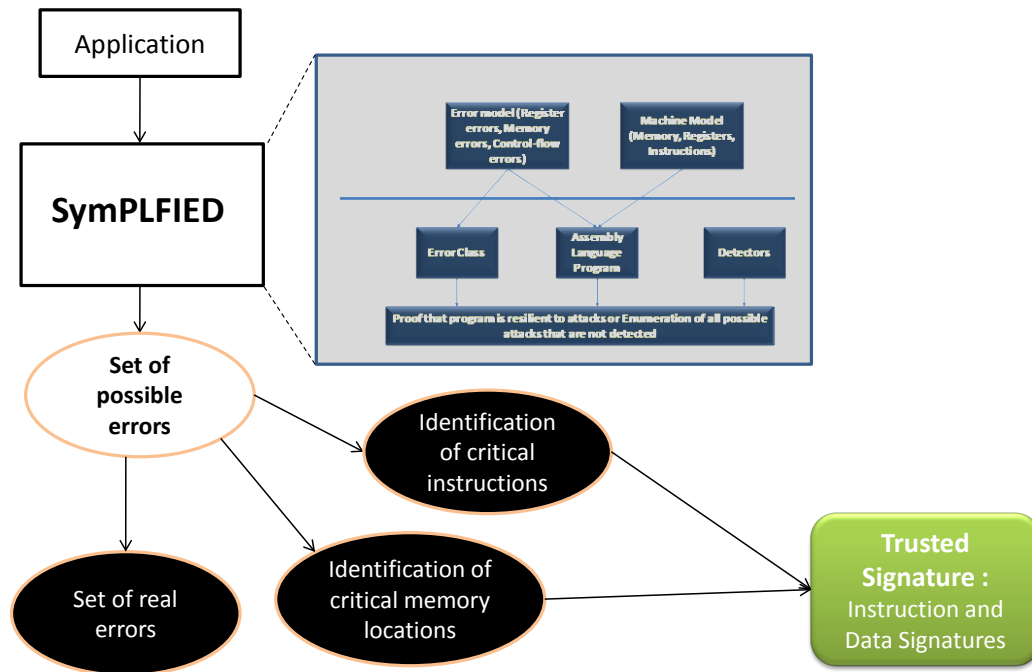 Application
SymPLFIED
Error model (Register
errors, Memory
errors, Control-flow
errors)
Machine Model
(Memory, Registers,
Instructions)
Error Class
Assembly
Language
Program
Detectors
Proof that program is resilient to attacks or Enumeration of all possible
attacks that are not detected
Set of
possible
errors
Identification
of critical
instructions
Set of real
errors
Identification of
critical memory
locations
Trusted
Signature :
Instruction and
Data Signatures